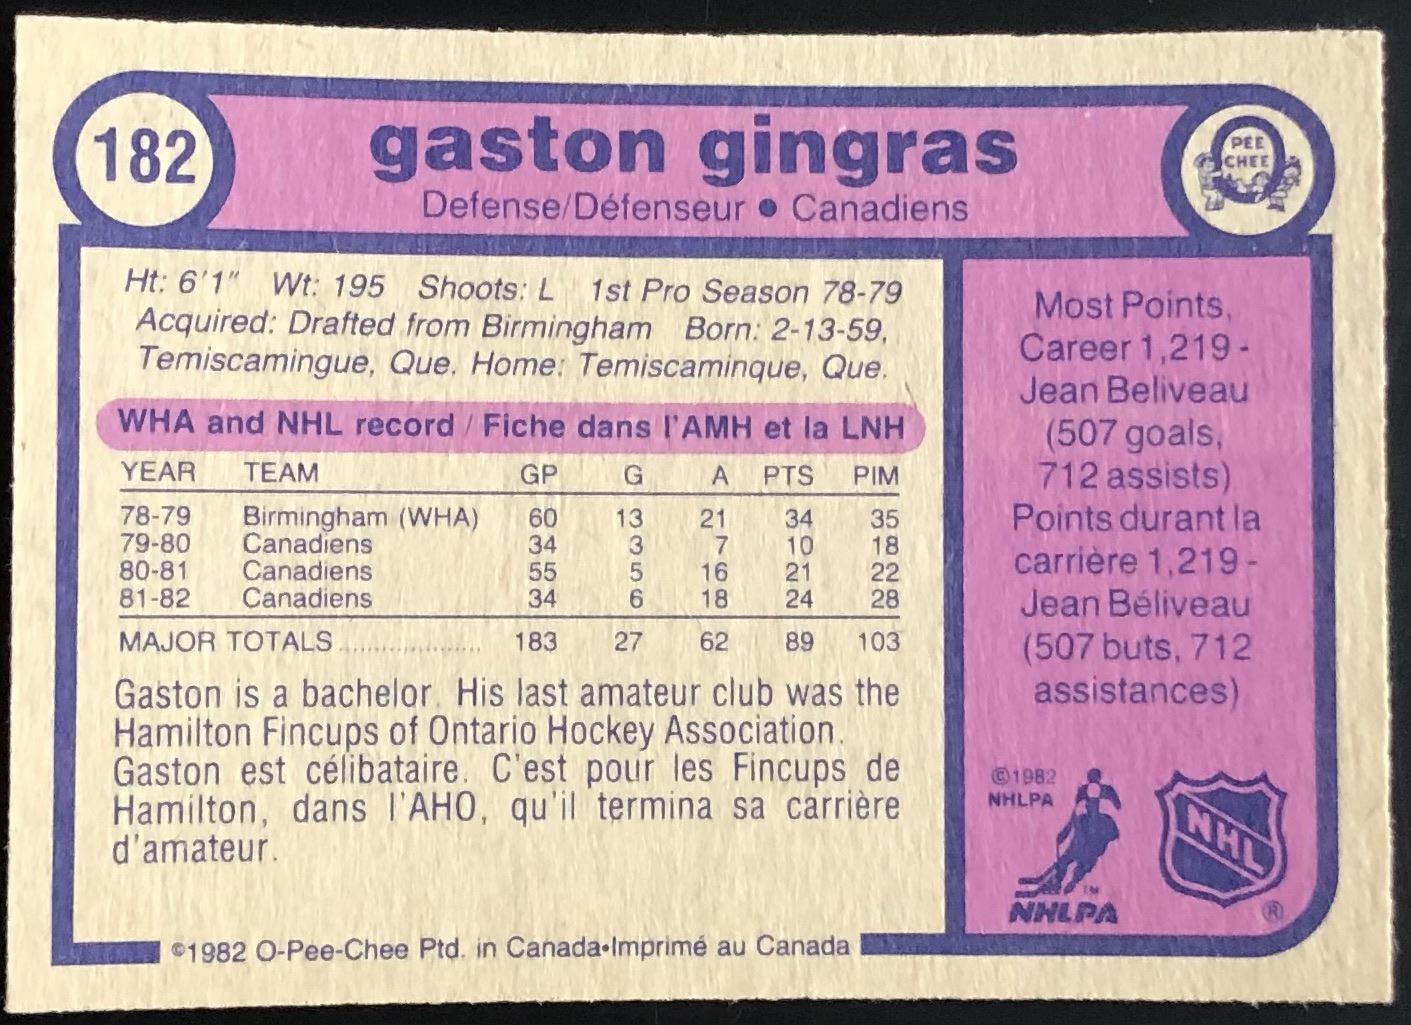 182
gaston gingras
PEE
CHEE
Defense/Défenseur • Canadiens
Ht: 6'1" Wt: 195 Shoots: L 1st Pro Season 78-79
Acquired: Drafted from Birmingham Born: 2-13-59,
Temiscamingue, Que. Home: Temiscaminque, Que.
WHA and NHL record / Fiche dans l'AMH et la LNH
YEAR TEAM GP G A PTS PIM
78-79 Birmingham (WHA) 60 13 21 34 35
79-80 Canadiens 34 3 7 10 18
80-81 Canadiens 55 5 16 21 22
81-82 Canadiens 34 6 18 24 28
MAJOR TOTALS .................... 183 27 62 89 103
Gaston is a bachelor. His last amateur club was the
Hamilton Fincups of Ontario Hockey Association.
Gaston est célibataire. C'est pour les Fincups de
Hamilton, dans l'AHO, qu'il termina sa carrière
d'amateur.
Most Points,
Career 1,219 -
Jean Beliveau
(507 goals,
712 assists)
Points durant la
carrière 1,219 -
Jean Béliveau
(507 buts, 712
assistances)
©1982
NHLPA
TM
NHLPA
NHL
®
©1982 O-Pee-Chee Ptd. in Canada•Imprimé au Canada